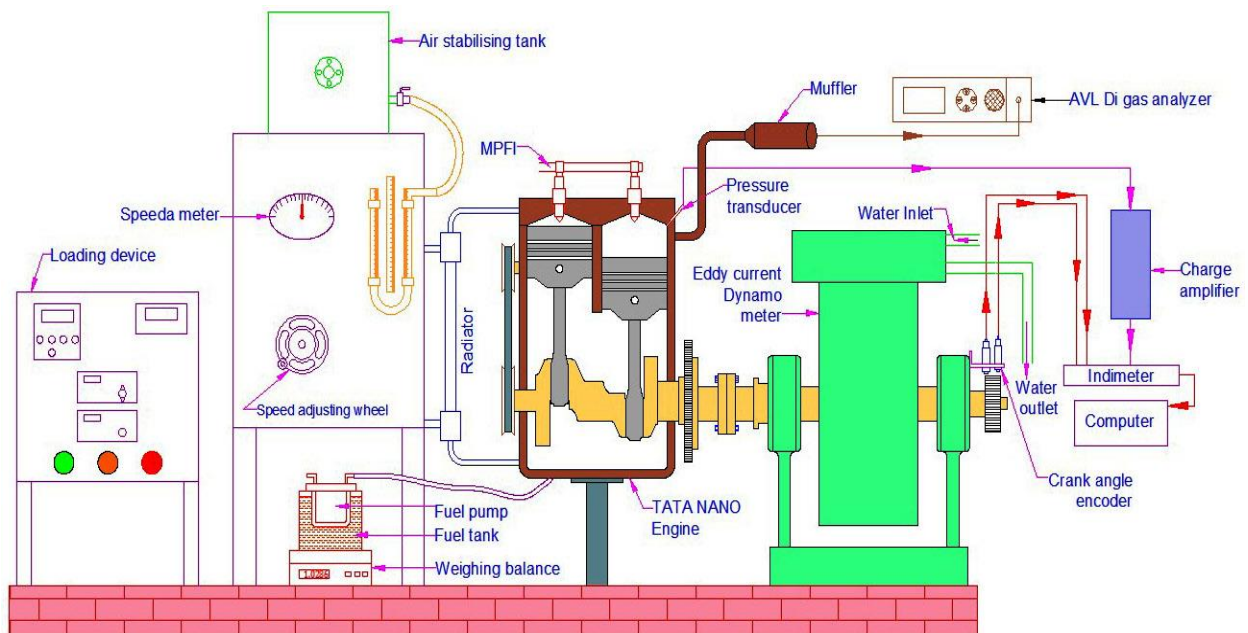 Air stabilising tank
Muffler
AVL Di gas analyzer
MPFI
Pressure
transducer
Speeda meter
Water Inlet
Loading device
Eddy current
Dynamo
meter
Charge
amplifier
Radiator
Indimeter
Water
outlet
Speed adjusting wheel
Computer
Crank angle
encoder
TATA NANO
Engine
Fuel pump
Fuel tank
Weighing balance